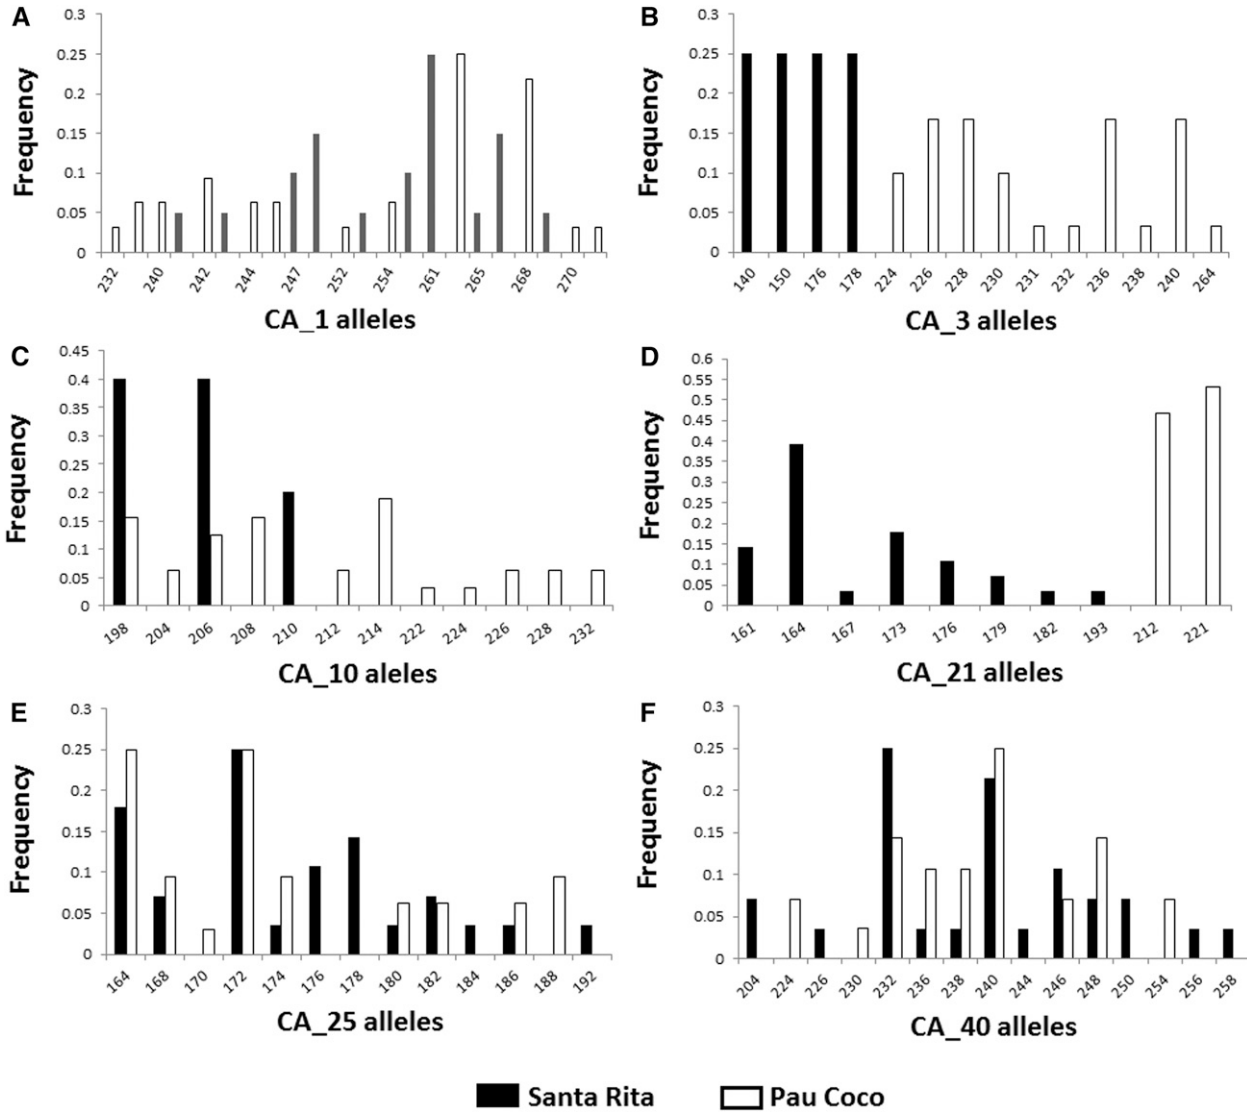 A
0.3
0.25
0.2
0.15
0.1
0.05
0
Frequency
232 240 242 244 247 252 254 261 265 268 270
CA_1 alleles
B
0.3
0.25
0.2
0.15
0.1
0.05
0
Frequency
140 150 176 178 224 226 228 230 231 232 236 238 240 264
CA_3 alleles
C
0.45
0.4
0.35
0.3
0.25
0.2
0.15
0.1
0.05
0
Frequency
198 204 206 208 210 212 214 222 224 226 228 232
CA_10 aleles
D
0.6
0.55
0.5
0.45
0.4
0.35
0.3
0.25
0.2
0.15
0.1
0.05
0
Frequency
161 164 167 173 176 179 182 193 212 221
CA_21 alleles
E
0.3
0.25
0.2
0.15
0.1
0.05
0
Frequency
164 168 170 172 174 176 178 180 182 184 186 188 192
CA_25 alleles
F
0.3
0.25
0.2
0.15
0.1
0.05
0
Frequency
204 224 226 230 232 236 238 240 244 246 248 250 254 256 258
CA_40 alleles
Santa Rita
Pau Coco